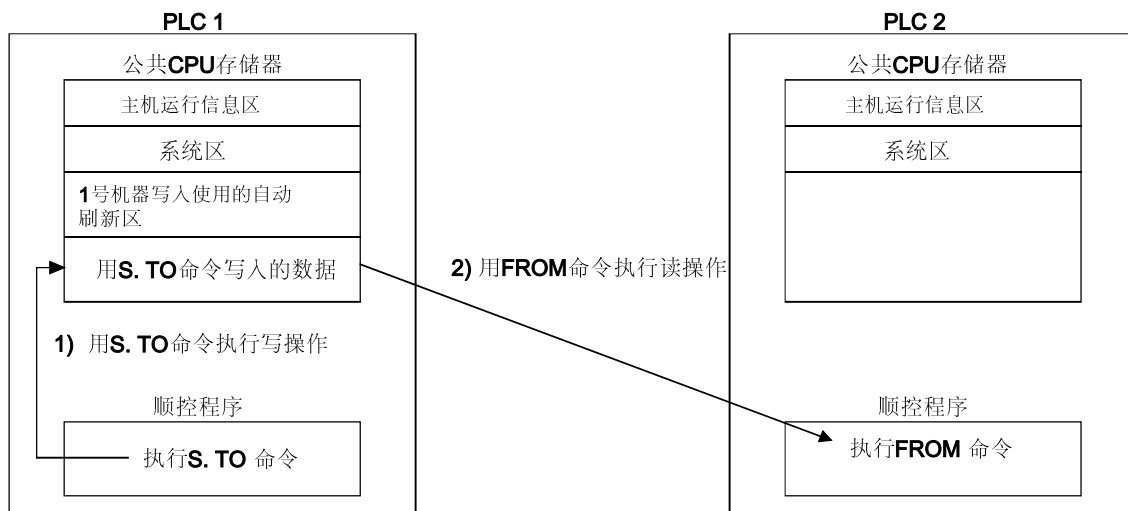 PLC 1
公共CPU存储器
主机运行信息区
系统区
1号机器写入使用的自动
刷新区
用S. TO命令写入的数据
1) 用S. TO命令执行写操作
顺控程序
执行S. TO 命令
2) 用FROM命令执行读操作
PLC 2
公共CPU存储器
主机运行信息区
系统区
顺控程序
执行FROM 命令